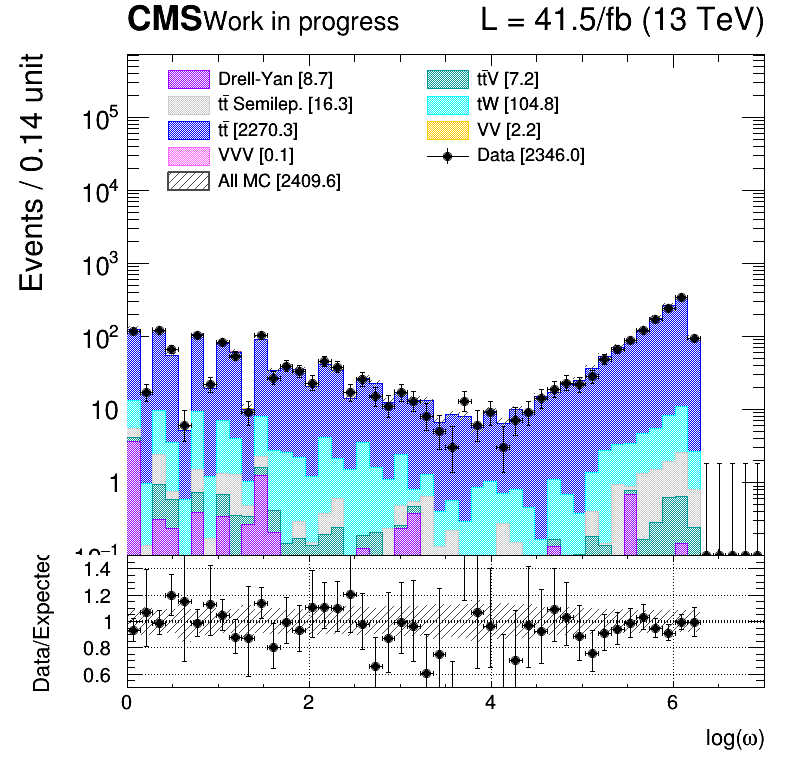 CMS Work in progress L = 41.5/fb (13 TeV)
Events / 0.14 unit
Drell-Yan [8.7]
tt̄ Semilep. [16.3]
tt̄ [2270.3]
VVV [0.1]
All MC [2409.6]
tt̄V [7.2]
tW [104.8]
VV [2.2]
Data [2346.0]
10⁵
10⁴
10³
10²
10
1
10⁻¹
Data/Expected
1.4
1.2
1
0.8
0.6
0 2 4 6
log(ω)